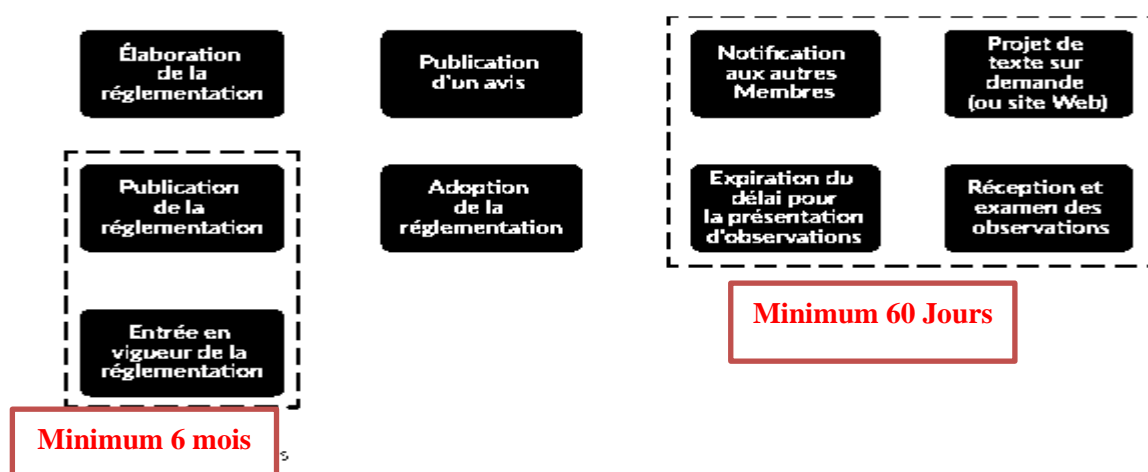 Élaboration
de la
réglementation
Publication
d'un avis
Notification
aux autres
Membres
Projet de
texte sur
demande
(ou site Web)
Publication
de la
réglementation
Adoption
de la
réglementation
Expiration du
délai pour
la présentation
d'observations
Réception et
examen des
observations
Minimum 60 Jours
Entrée en
vigueur de la
réglementation
Minimum 6 mois
s